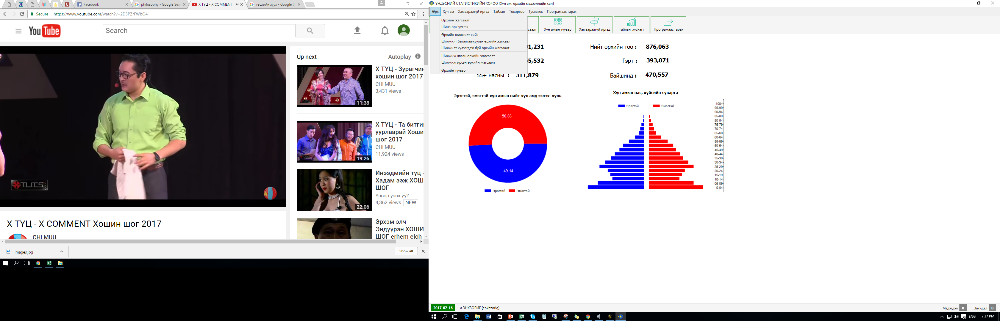 Facebook
philosophy - Google Sea
Х ТҮЦ - X COMMENT
төслийн зуух - Google S
Secure
https://www.youtube.com/watch?v=2D3PZrFWbQ4
YouTube
Search
T.U.T.S.
Х ТҮЦ - X COMMENT Хошин шог 2017
CHI MUU
Up next
Autoplay
Х ТҮЦ - Зурагчин
хошин шог 2017
CHI MUU
3,431 views
11:38
Х ТҮЦ - Та битгий
уурлаарай Хошин
шог 2017
CHI MUU
11,924 views
19:26
Инээдмийн түц -
Хадам ээж ХОШ
ШОГ
Үзвэр үзэх үү?
4,362 views NEW
22:06
Эрхэм элч -
Эндүүрэн ХОШИ
ШОГ erhem elch
images.jpg
Show all
ҮНДЭСНИЙ СТАТИСТИКИЙН ХОРОО [Хүн ам, өрхийн мэдээллийн сан]
Өрх Хүн ам Хамааралгүй иргэд Тайлан Тохиргоо Тусламж Програмаас гарах
Өрхийн жагсаалт
Шинэ өрх үүсгэх
Өрхийн шилжилт хийх
Шилжилт баталгаажуулах өрхийн жагсаалт
Шилжилт хүлээгдэж буй өрхийн жагсаалт
Шилжиж явсан өрхийн жагсаалт
Шилжиж ирсэн өрхийн жагсаалт
Өрхийн түүвэр
саалт
Хүн амын түүвэр
Хамааралгүй иргэд
Тайлан, хүснэгт
Програмаас гарах
1,231
5,532
55+ насны : 311,879
Нийт өрхийн тоо : 876,063
Гэрт : 393,071
Байшинд : 470,557
Эрэгтэй, эмэгтэй хүн амын нийт хүн амд эзлэх хувь
50.86
49.14
Эрэгтэй Эмэгтэй
Хүн амын нас, хүйсийн суварга
Эрэгтэй Эмэгтэй
100+
95-99
90-94
85-89
80-84
75-79
70-74
65-69
60-64
55-59
50-54
45-49
40-44
35-39
30-34
25-29
20-24
15-19
10-14
05-09
0-04
2017-02-16
и ЭНХЗОРИГ [enkhzorig]
Мэдэгдэл 0 Захидал 0
ENG 7:17 PM